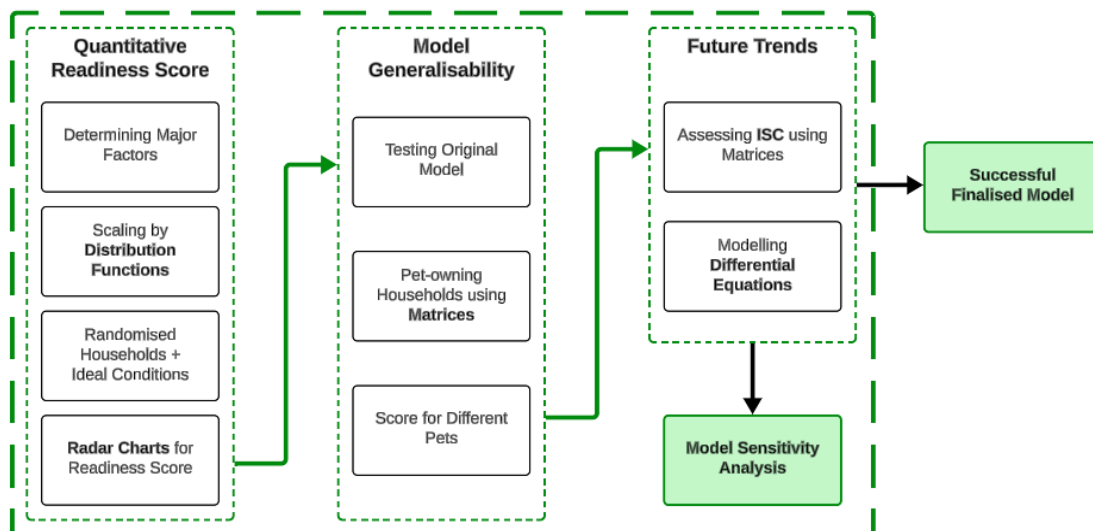 Quantitative
Readiness Score
Determining Major
Factors
Scaling by
Distribution
Functions
Randomised
Households +
Ideal Conditions
Radar Charts for
Readiness Score
Model
Generalisability
Testing Original
Model
Pet-owning
Households using
Matrices
Score for Different
Pets
Future Trends
Assessing ISC using
Matrices
Modelling
Differential
Equations
Model Sensitivity
Analysis
Successful
Finalised Model